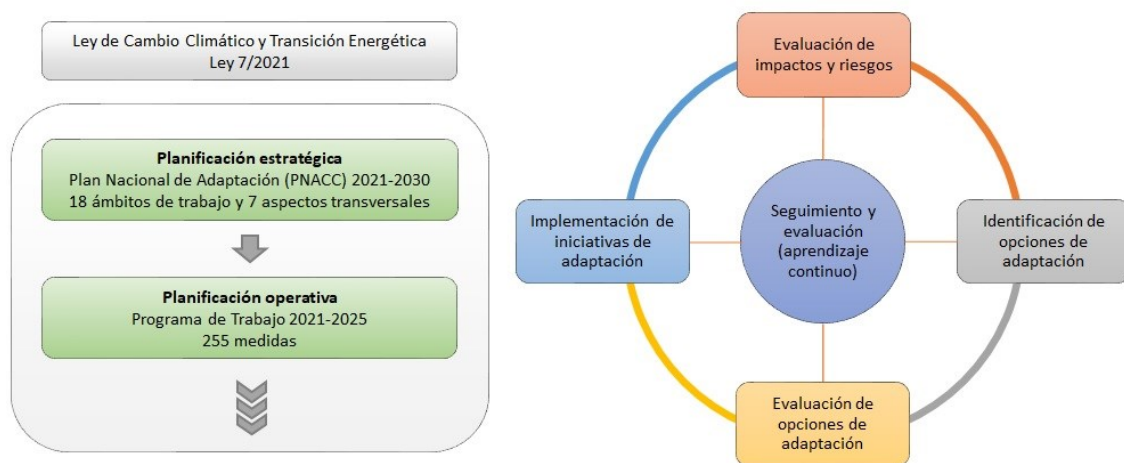 Ley de Cambio Climático y Transición Energética
Ley 7/2021
Planificación estratégica
Plan Nacional de Adaptación (PNACC) 2021-2030
18 ámbitos de trabajo y 7 aspectos transversales
Planificación operativa
Programa de Trabajo 2021-2025
255 medidas
Evaluación de
impactos y riesgos
Implementación de
iniciativas de
adaptación
Seguimiento y
evaluación
(aprendizaje
continuo)
Identificación de
opciones de
adaptación
Evaluación de
opciones de
adaptación